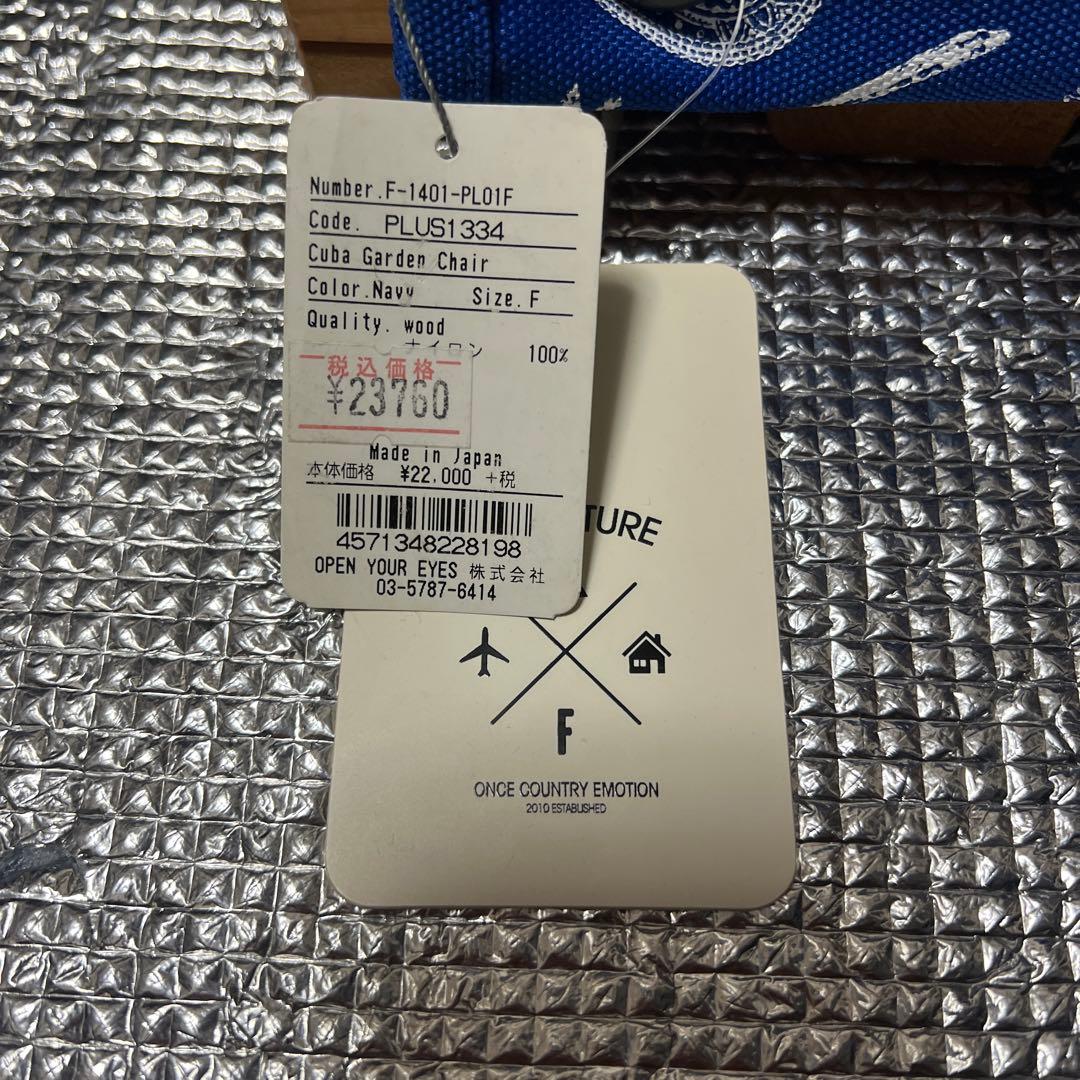 Number.F-1401-PL01F
Code. PLUS1334
Cuba Garden Chair
Color.Navy Size.F
Quality. wood
ナイロン 100%
税込価格
¥23760
Made in Japan
本体価格 ¥22,000 +税
4571348228198
OPEN YOUR EYES 株式会社
03-5787-6414
TURE
F
ONCE COUNTRY EMOTION
2010 ESTABLISHED